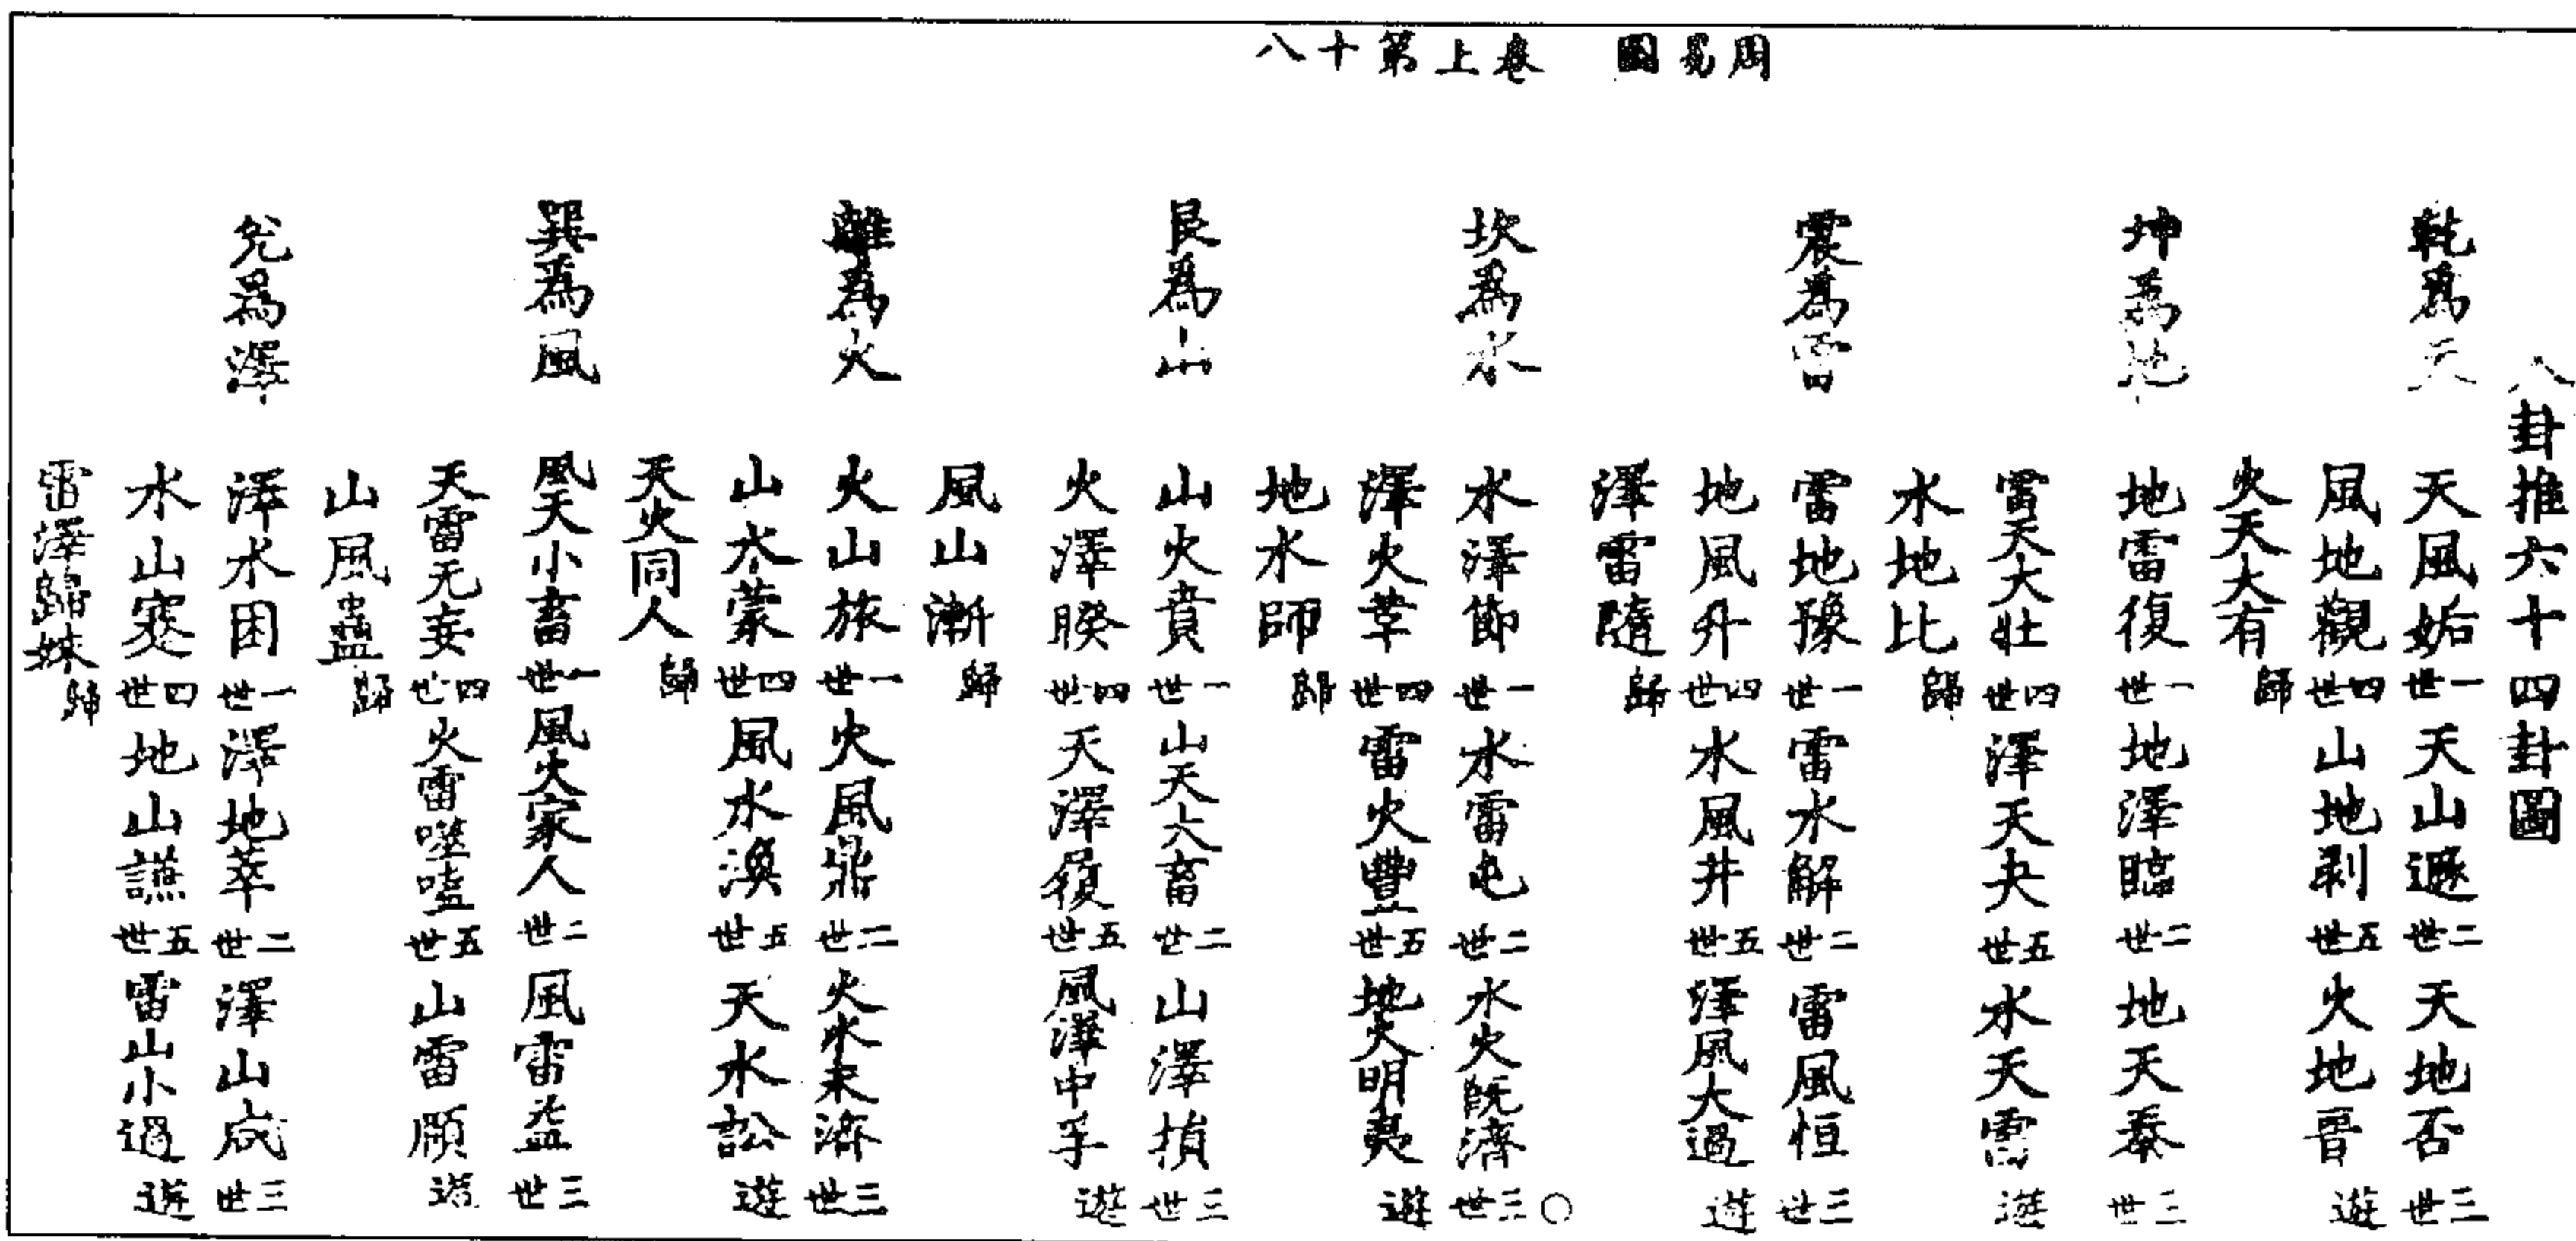 周易圖　卷上第十八
八卦推六十四卦圖
乾爲天　天風姤一世　天山遯二世　天地否三世
風地觀四世　山地剥五世　火地晉遊
火天大有歸
坤爲地　地雷復一世　地澤臨二世　地天泰三世
雷天大壯四世　澤天夬五世　水天雷遊
水地比歸
震爲雷　雷地豫一世　雷水解二世　雷風恒三世
地風升四世　水風井五世　澤風大過遊
澤雷隨歸
坎爲水　水澤節一世　水雷屯二世　水火旣濟三世○
澤火革四世　雷火豐五世　地火明夷遊
地水師歸
艮爲山　山火賁一世　山天大畜二世　山澤損三世
火澤睽四世　天澤履五世　風澤中孚遊
風山漸歸
離爲火　火山旅一世　火風鼎二世　火水未濟三世
山水蒙四世　風水渙五世　天水訟遊
天火同人歸
巽爲風　風天小畜一世　風火家人二世　風雷益三世
天雷无妄四世　火雷噬嗑五世　山雷頤遊
山風蠱歸
兊爲澤　澤水困一世　澤地萃二世　澤山咸三世
水山蹇四世　地山謙五世　雷山小過遊
雷澤歸妹歸